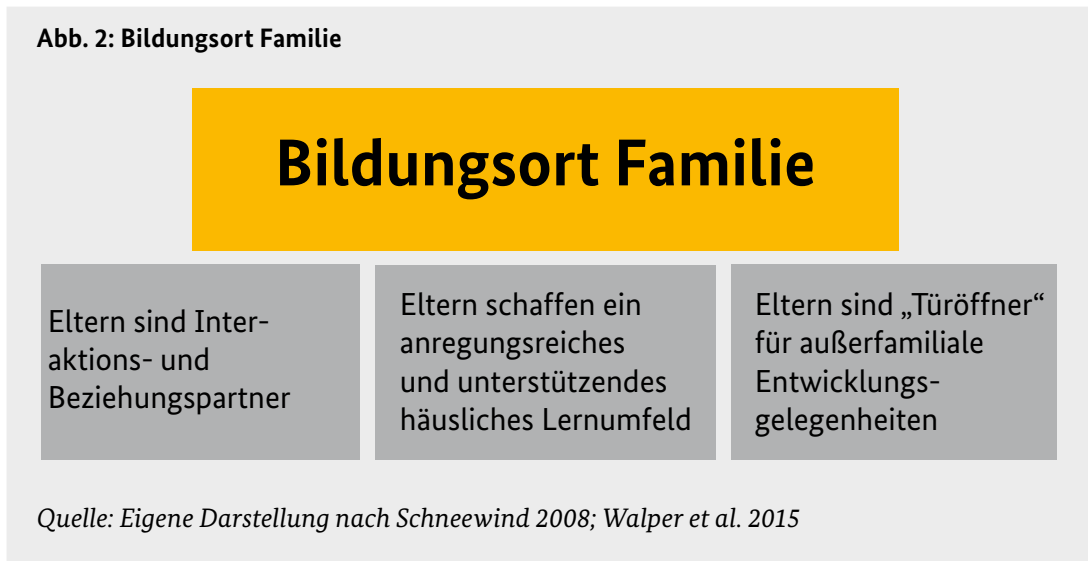 Abb. 2: Bildungsort Familie
Bildungsort Familie
Eltern sind Inter-
aktions- und
Beziehungspartner
Eltern schaffen ein
anregungsreiches
und unterstützendes
häusliches Lernumfeld
Eltern sind „Türöffner“
für außerfamiliale
Entwicklungs-
gelegenheiten
Quelle: Eigene Darstellung nach Schneewind 2008; Walper et al. 2015